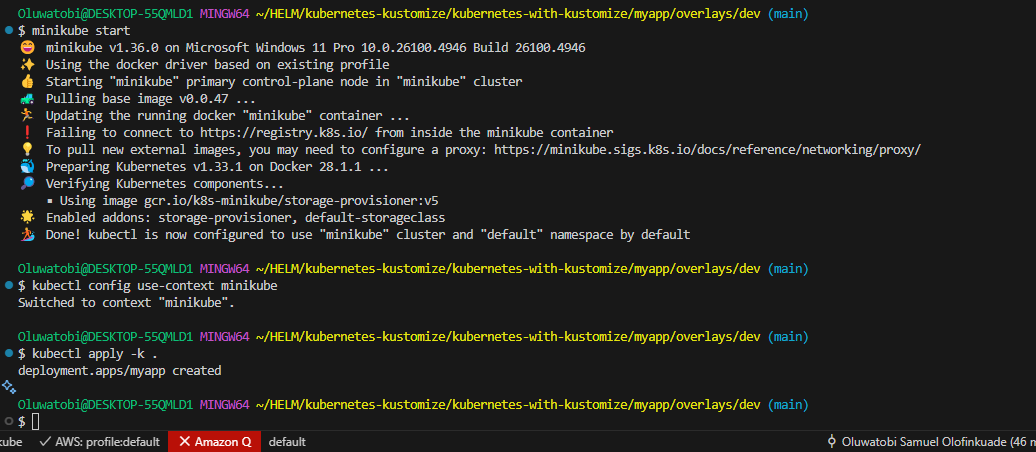 Oluwatobi@DESKTOP-55QMLD1 MINGW64 ~/HELM/kubernetes-kustomize/kubernetes-with-kustomize/myapp/overlays/dev (main)
$ minikube start
😄 minikube v1.36.0 on Microsoft Windows 11 Pro 10.0.26100.4946 Build 26100.4946
✨ Using the docker driver based on existing profile
👍 Starting "minikube" primary control-plane node in "minikube" cluster
🚜 Pulling base image v0.0.47 ...
🏃 Updating the running docker "minikube" container ...
❗ Failing to connect to https://registry.k8s.io/ from inside the minikube container
💡 To pull new external images, you may need to configure a proxy: https://minikube.sigs.k8s.io/docs/reference/networking/proxy/
🐳 Preparing Kubernetes v1.33.1 on Docker 28.1.1 ...
🔎 Verifying Kubernetes components...
▪ Using image gcr.io/k8s-minikube/storage-provisioner:v5
🌟 Enabled addons: storage-provisioner, default-storageclass
🏄 Done! kubectl is now configured to use "minikube" cluster and "default" namespace by default
Oluwatobi@DESKTOP-55QMLD1 MINGW64 ~/HELM/kubernetes-kustomize/kubernetes-with-kustomize/myapp/overlays/dev (main)
$ kubectl config use-context minikube
Switched to context "minikube".
Oluwatobi@DESKTOP-55QMLD1 MINGW64 ~/HELM/kubernetes-kustomize/kubernetes-with-kustomize/myapp/overlays/dev (main)
$ kubectl apply -k .
deployment.apps/myapp created
Oluwatobi@DESKTOP-55QMLD1 MINGW64 ~/HELM/kubernetes-kustomize/kubernetes-with-kustomize/myapp/overlays/dev (main)
$
kube ✓ AWS: profile:default ✕ Amazon Q default Oluwatobi Samuel Olofinkuade (46